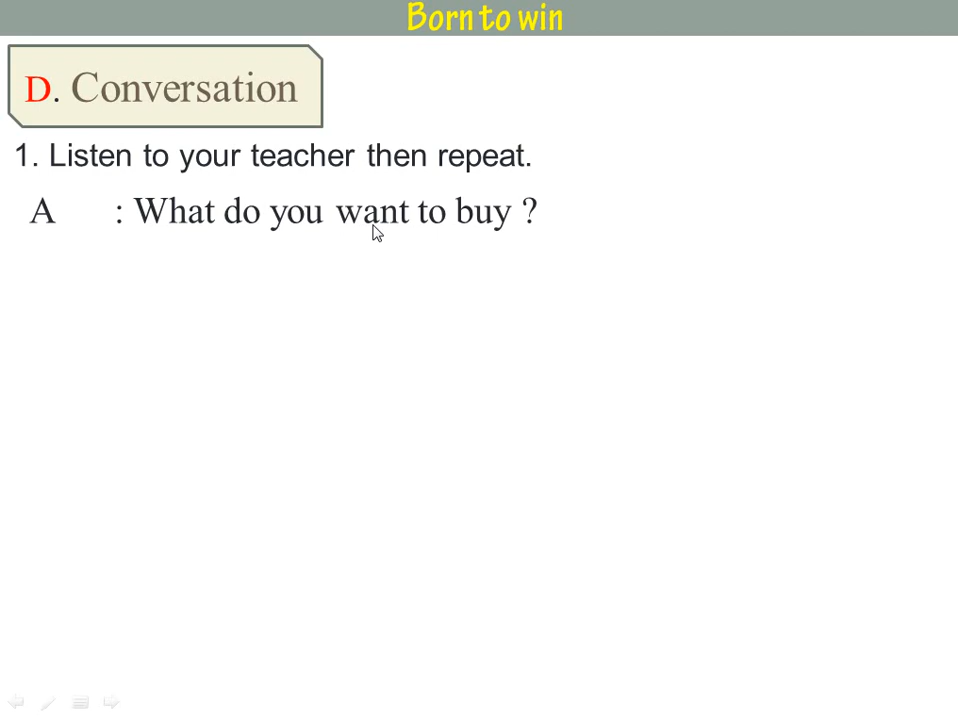 Born to win
D. Conversation
1. Listen to your teacher then repeat.
A : What do you want to buy ?